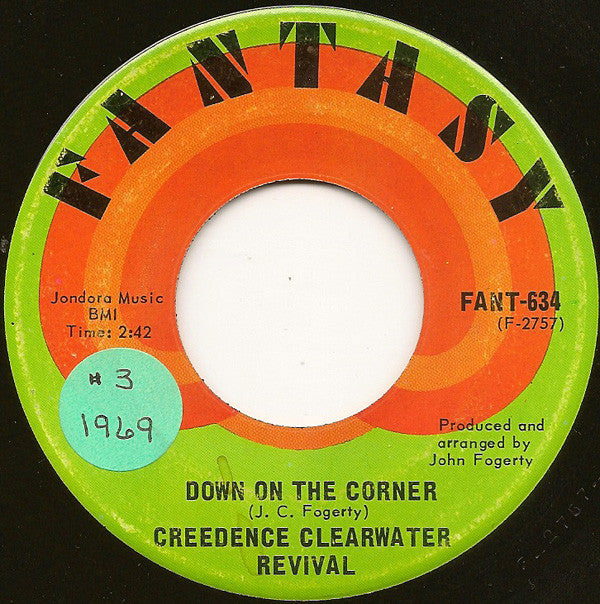 FANTASY
Jondora Music
BMI
Time: 2:42
FANT-634
(F-2757)
#3
1969
Produced and
arranged by
John Fogerty
DOWN ON THE CORNER
(J. C. Fogerty)
CREEDENCE CLEARWATER
REVIVAL
F-2757-